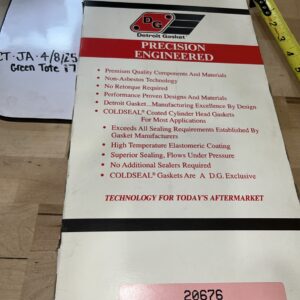 DG
Detroit Gasket
PRECISION
ENGINEERED
• Premium Quality Components And Materials
• Non-Asbestos Technology
• No Retorque Required
• Performance Proven Designs And Materials
• Detroit Gasket...Manufacturing Excellence By Design
• COLDSEAL® Coated Cylinder Head Gaskets
For Most Applications
• Exceeds All Sealing Requirements Established By
Gasket Manufacturers
• High Temperature Elastomeric Coating
• Superior Sealing, Flows Under Pressure
• No Additional Sealers Required
• COLDSEAL® Gaskets Are A D.G. Exclusive
TECHNOLOGY FOR TODAY'S AFTERMARKET
20676
CT-JA-4/8/25
Green Tote